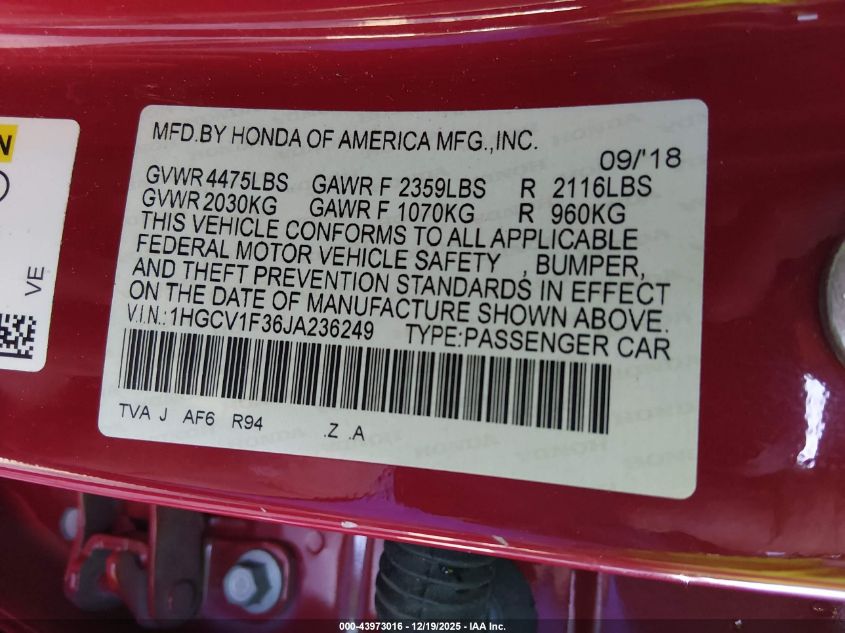 N
VE
MFD.BY HONDA OF AMERICA MFG.,INC.
09/'18
GVWR 4475LBS GAWR F 2359LBS R 2116LBS
GVWR 2030KG GAWR F 1070KG R 960KG
THIS VEHICLE CONFORMS TO ALL APPLICABLE
FEDERAL MOTOR VEHICLE SAFETY , BUMPER,
AND THEFT PREVENTION STANDARDS IN EFFECT
ON THE DATE OF MANUFACTURE SHOWN ABOVE.
V.I.N.:1HGCV1F36JA236249 TYPE:PASSENGER CAR
TVA J AF6 R94 .Z .A
000-43973016 - 12/19/2025 - IAA Inc.